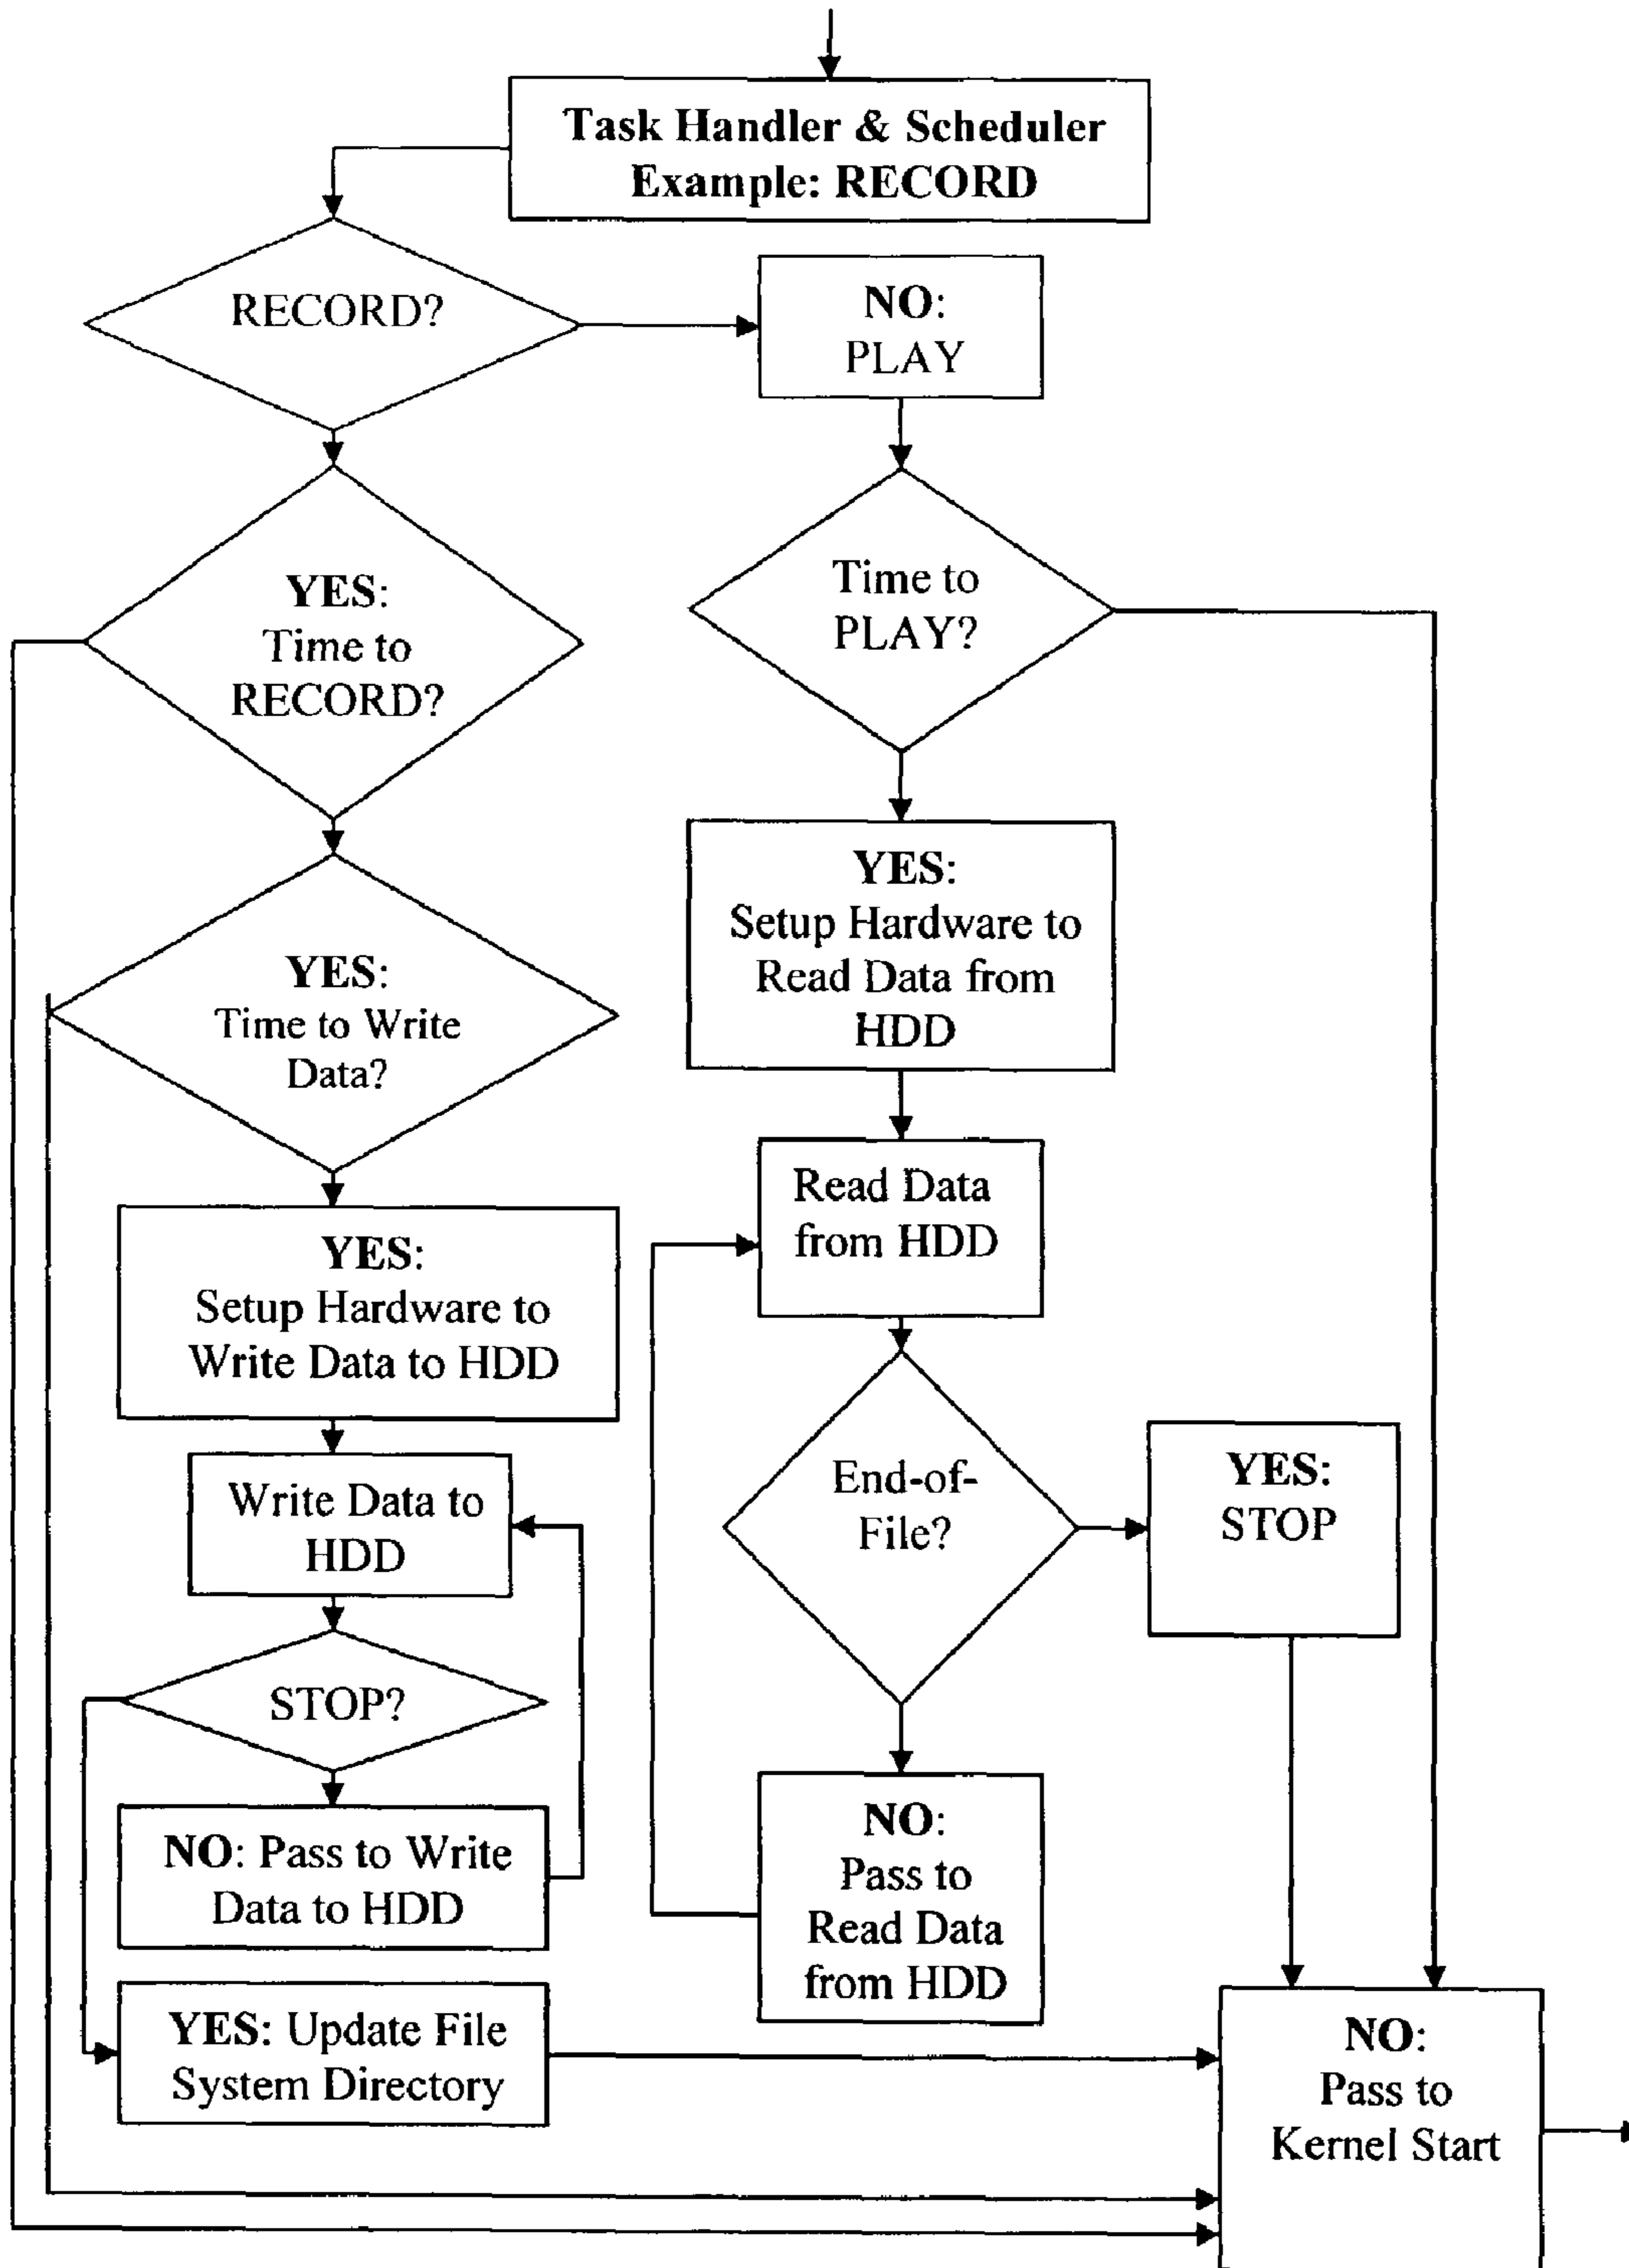 Task Handler & Scheduler
Example: RECORD
RECORD?
NO:
PLAY
YES:
Time to
RECORD?
Time to
PLAY?
YES:
Time to Write
Data?
YES:
Setup Hardware to
Read Data from
HDD
YES:
Setup Hardware to
Write Data to HDD
Read Data
from HDD
Write Data to
HDD
End-of-
File?
YES:
STOP
STOP?
NO: Pass to Write
Data to HDD
NO:
Pass to
Read Data
from HDD
YES: Update File
System Directory
NO:
Pass to
Kernel Start